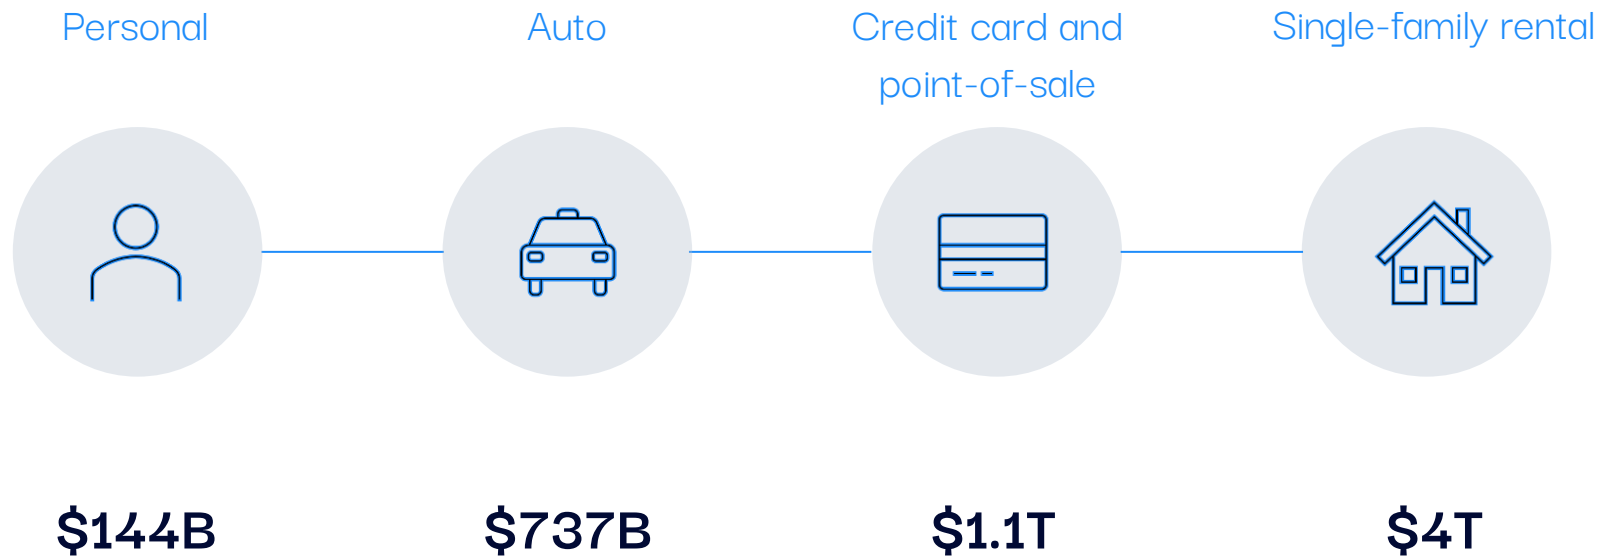 Personal
Auto
Credit card and
point-of-sale
Single-family rental
$144B
$737B
$1.1T
$4T